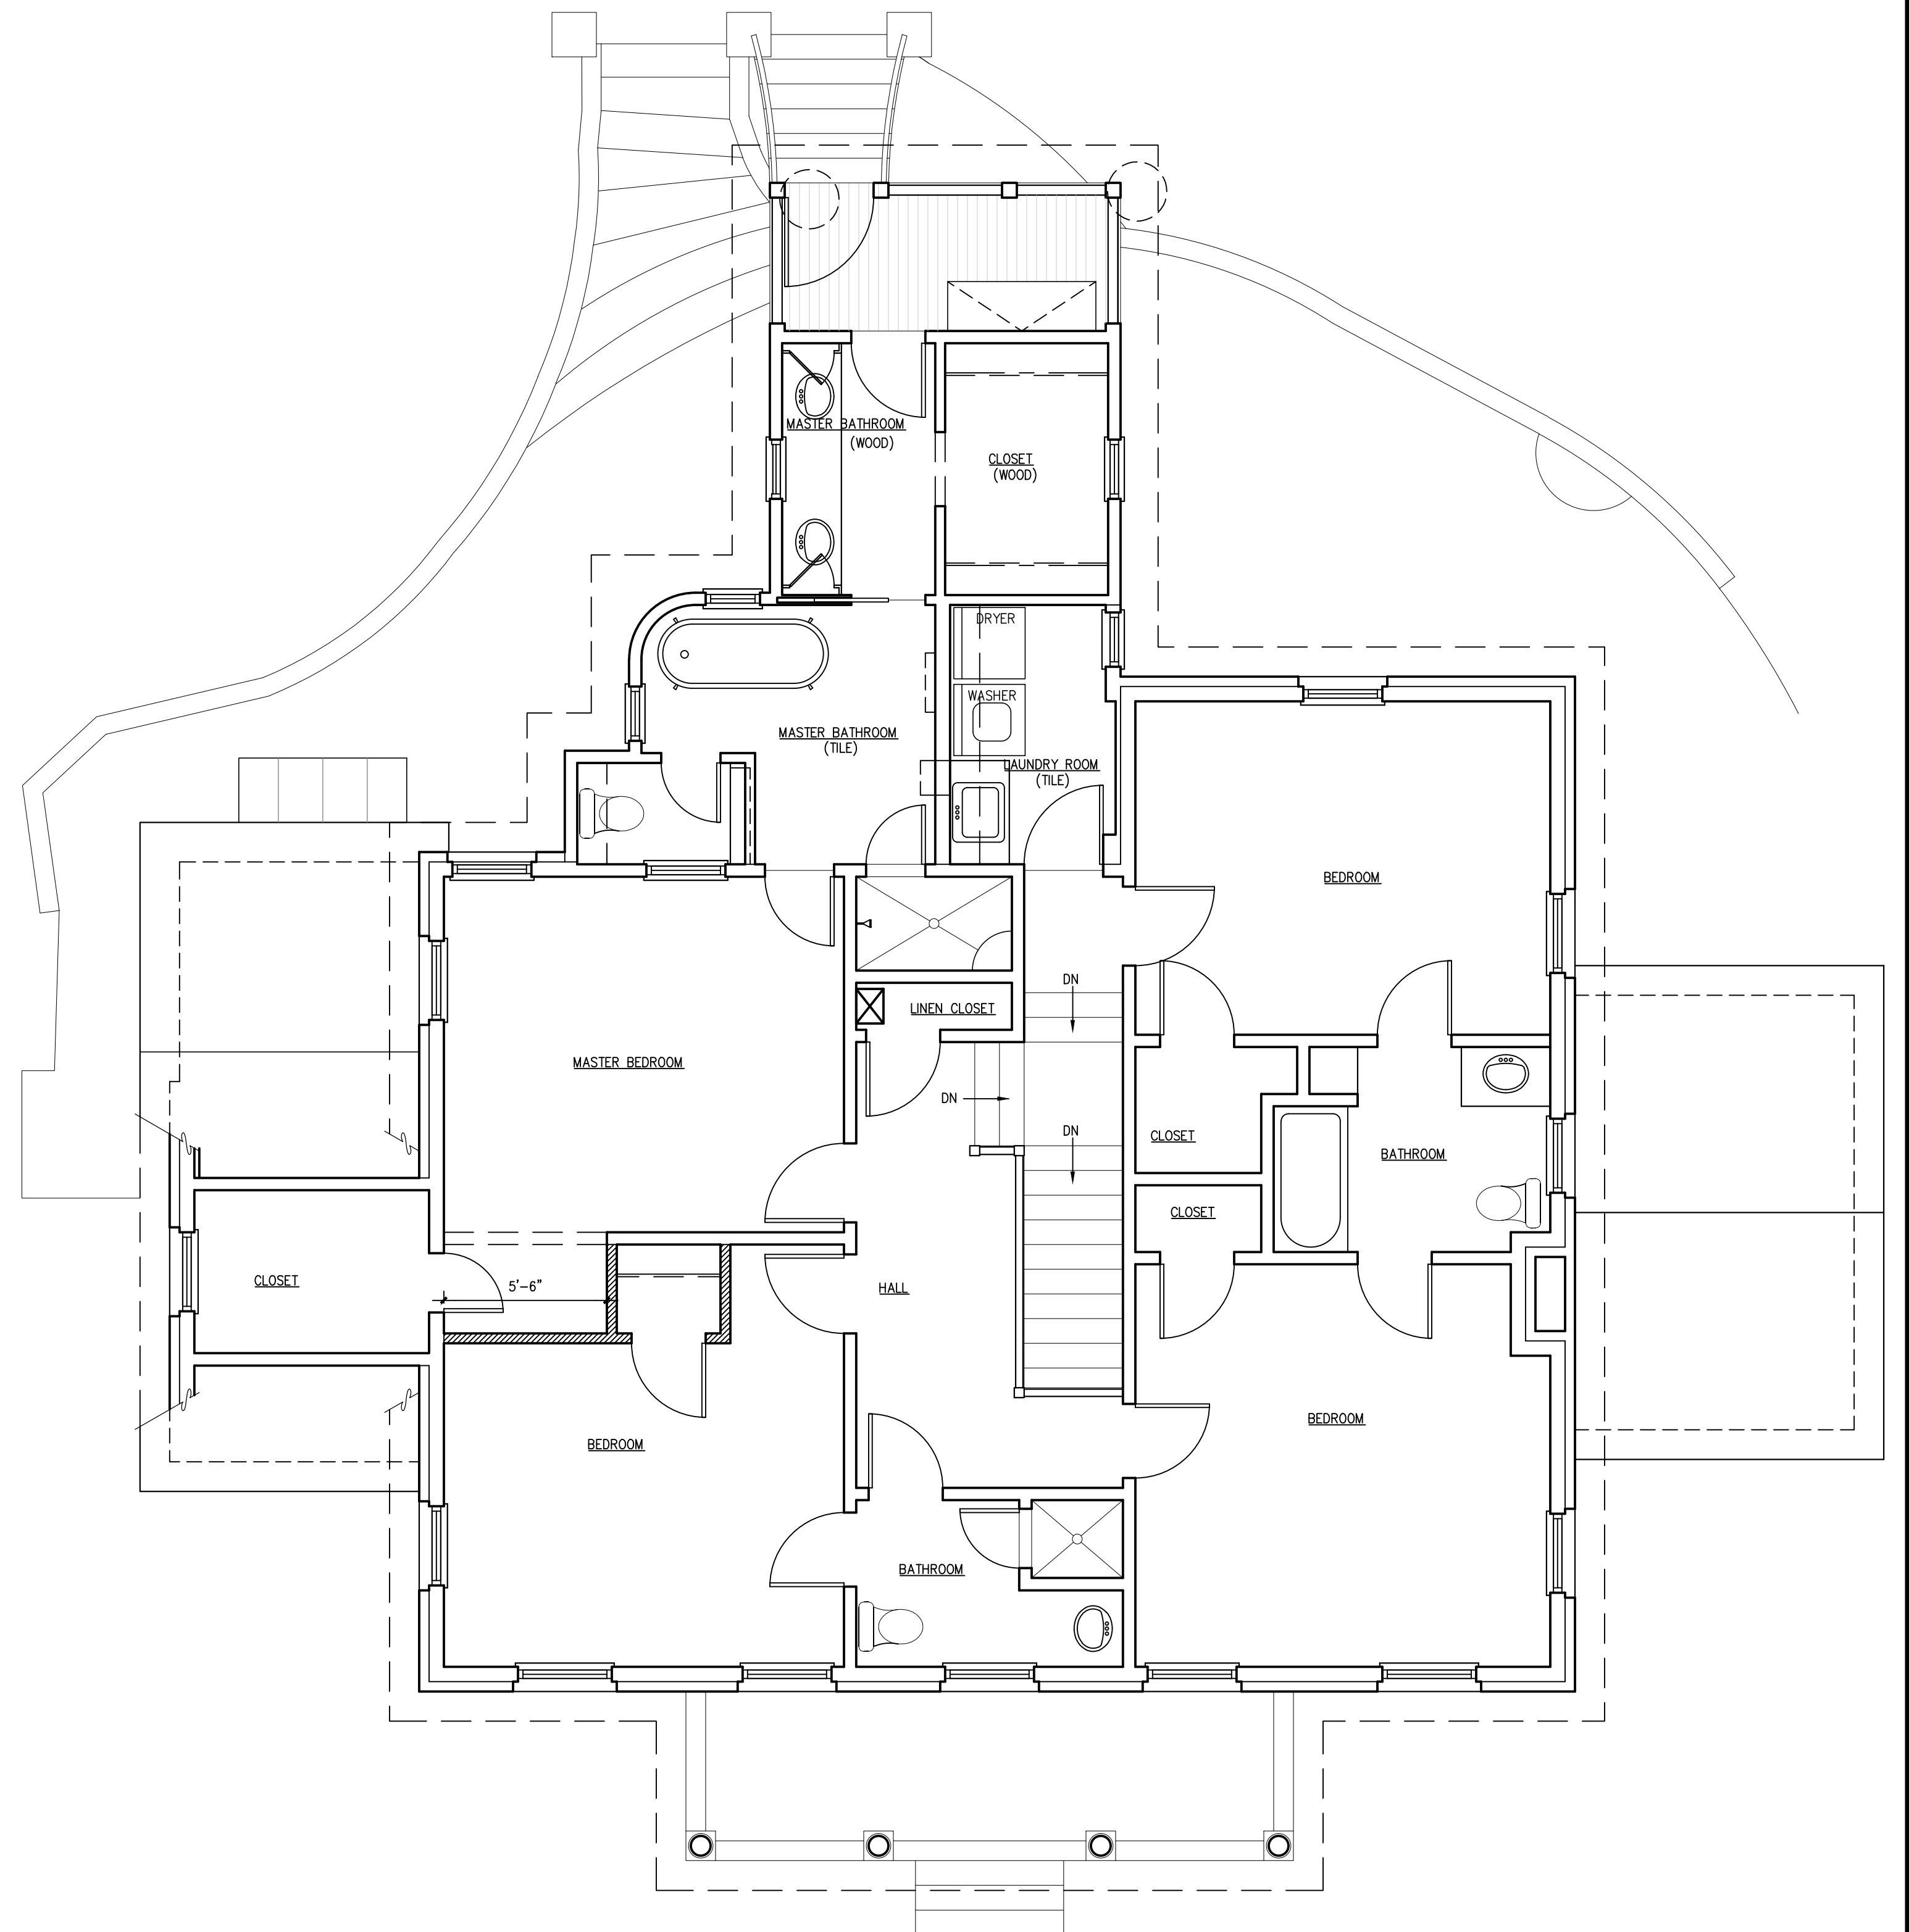 MASTER BATHROOM
(WOOD)
CLOSET
(WOOD)
DRYER
WASHER
MASTER BATHROOM
(TILE)
LAUNDRY ROOM
(TILE)
BEDROOM
DN
LINEN CLOSET
MASTER BEDROOM
DN
DN
CLOSET
BATHROOM
CLOSET
CLOSET
5'-6"
HALL
BEDROOM
BEDROOM
BATHROOM